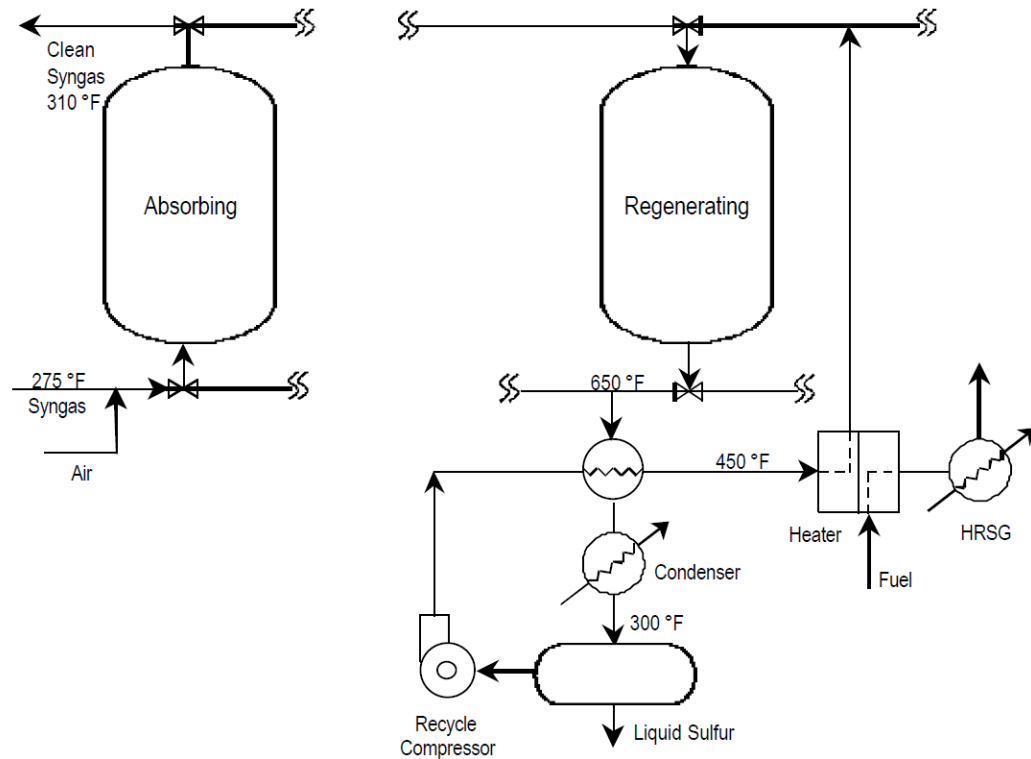 Clean
Syngas
310 °F
Absorbing
Regenerating
275 °F
Syngas
Air
650 °F
450 °F
Heater
HRSG
Fuel
Condenser
300 °F
Recycle
Compressor
Liquid Sulfur